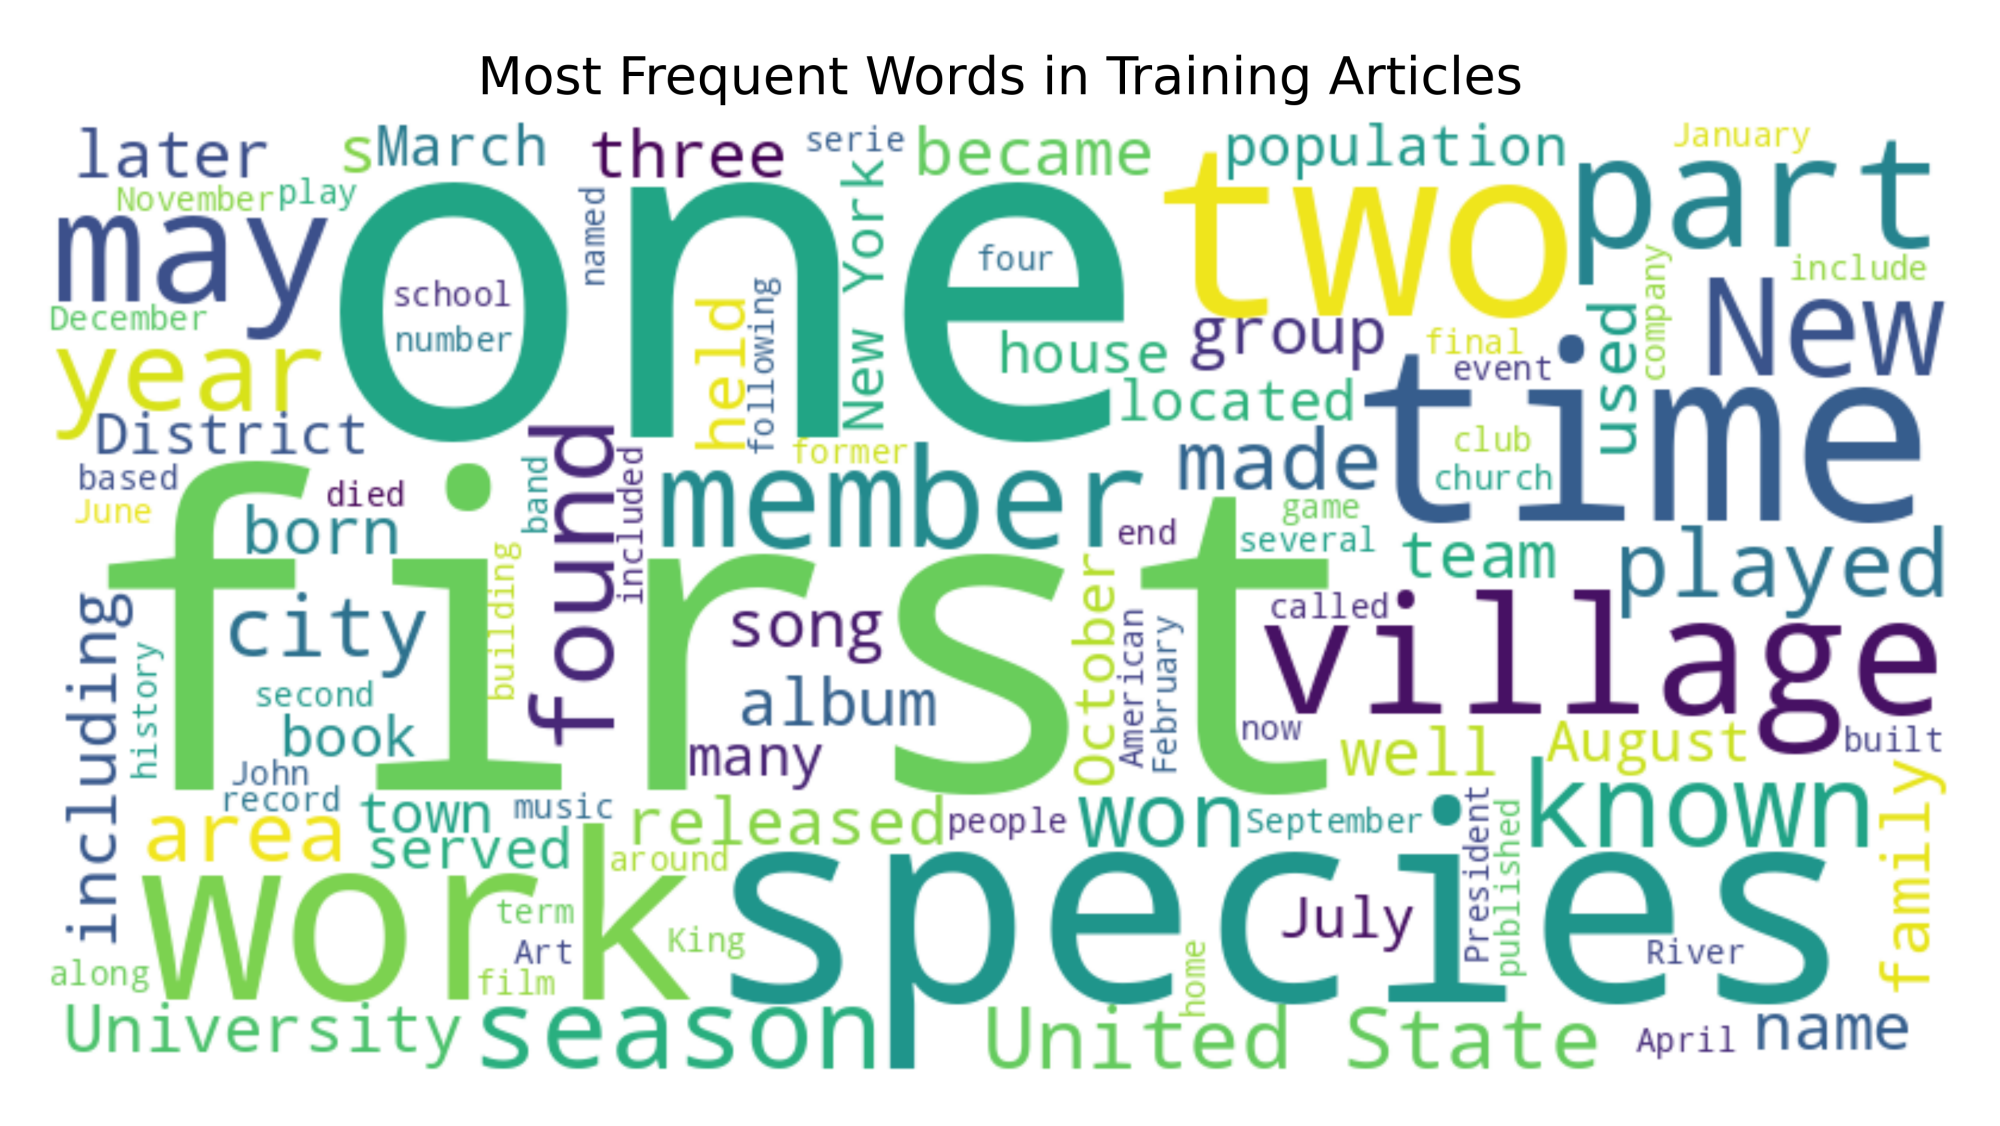 Most Frequent Words in Training Articles
later
s
March
three
serie
became
population
January
November
play
named
New York
two
part
may
one
four
include
school
number
December
held
following
house
group
final
event
used
company
New
year
located
time
District
former
made
club
church
based
June
died
born
band
found
included
member
end
game
several
team
played
first
building
city
song
October
American
February
called
village
including
history
second
book
album
many
now
well
August
built
John
record
town
music
released
people
won
September
known
area
served
around
President
published
family
work
species
term
Art
King
film
July
River
along
home
University
season
United State
April
name